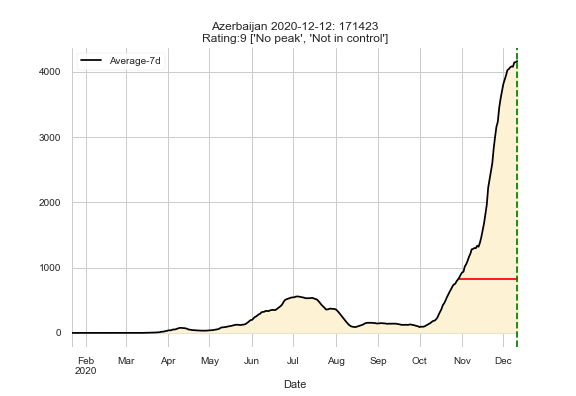 Azerbaijan 2020-12-12: 171423
Rating:9 ['No peak', 'Not in control']
Average-7d
4000
3000
2000
1000
0
Feb Mar Apr May Jun Jul Aug Sep Oct Nov Dec
2020
Date